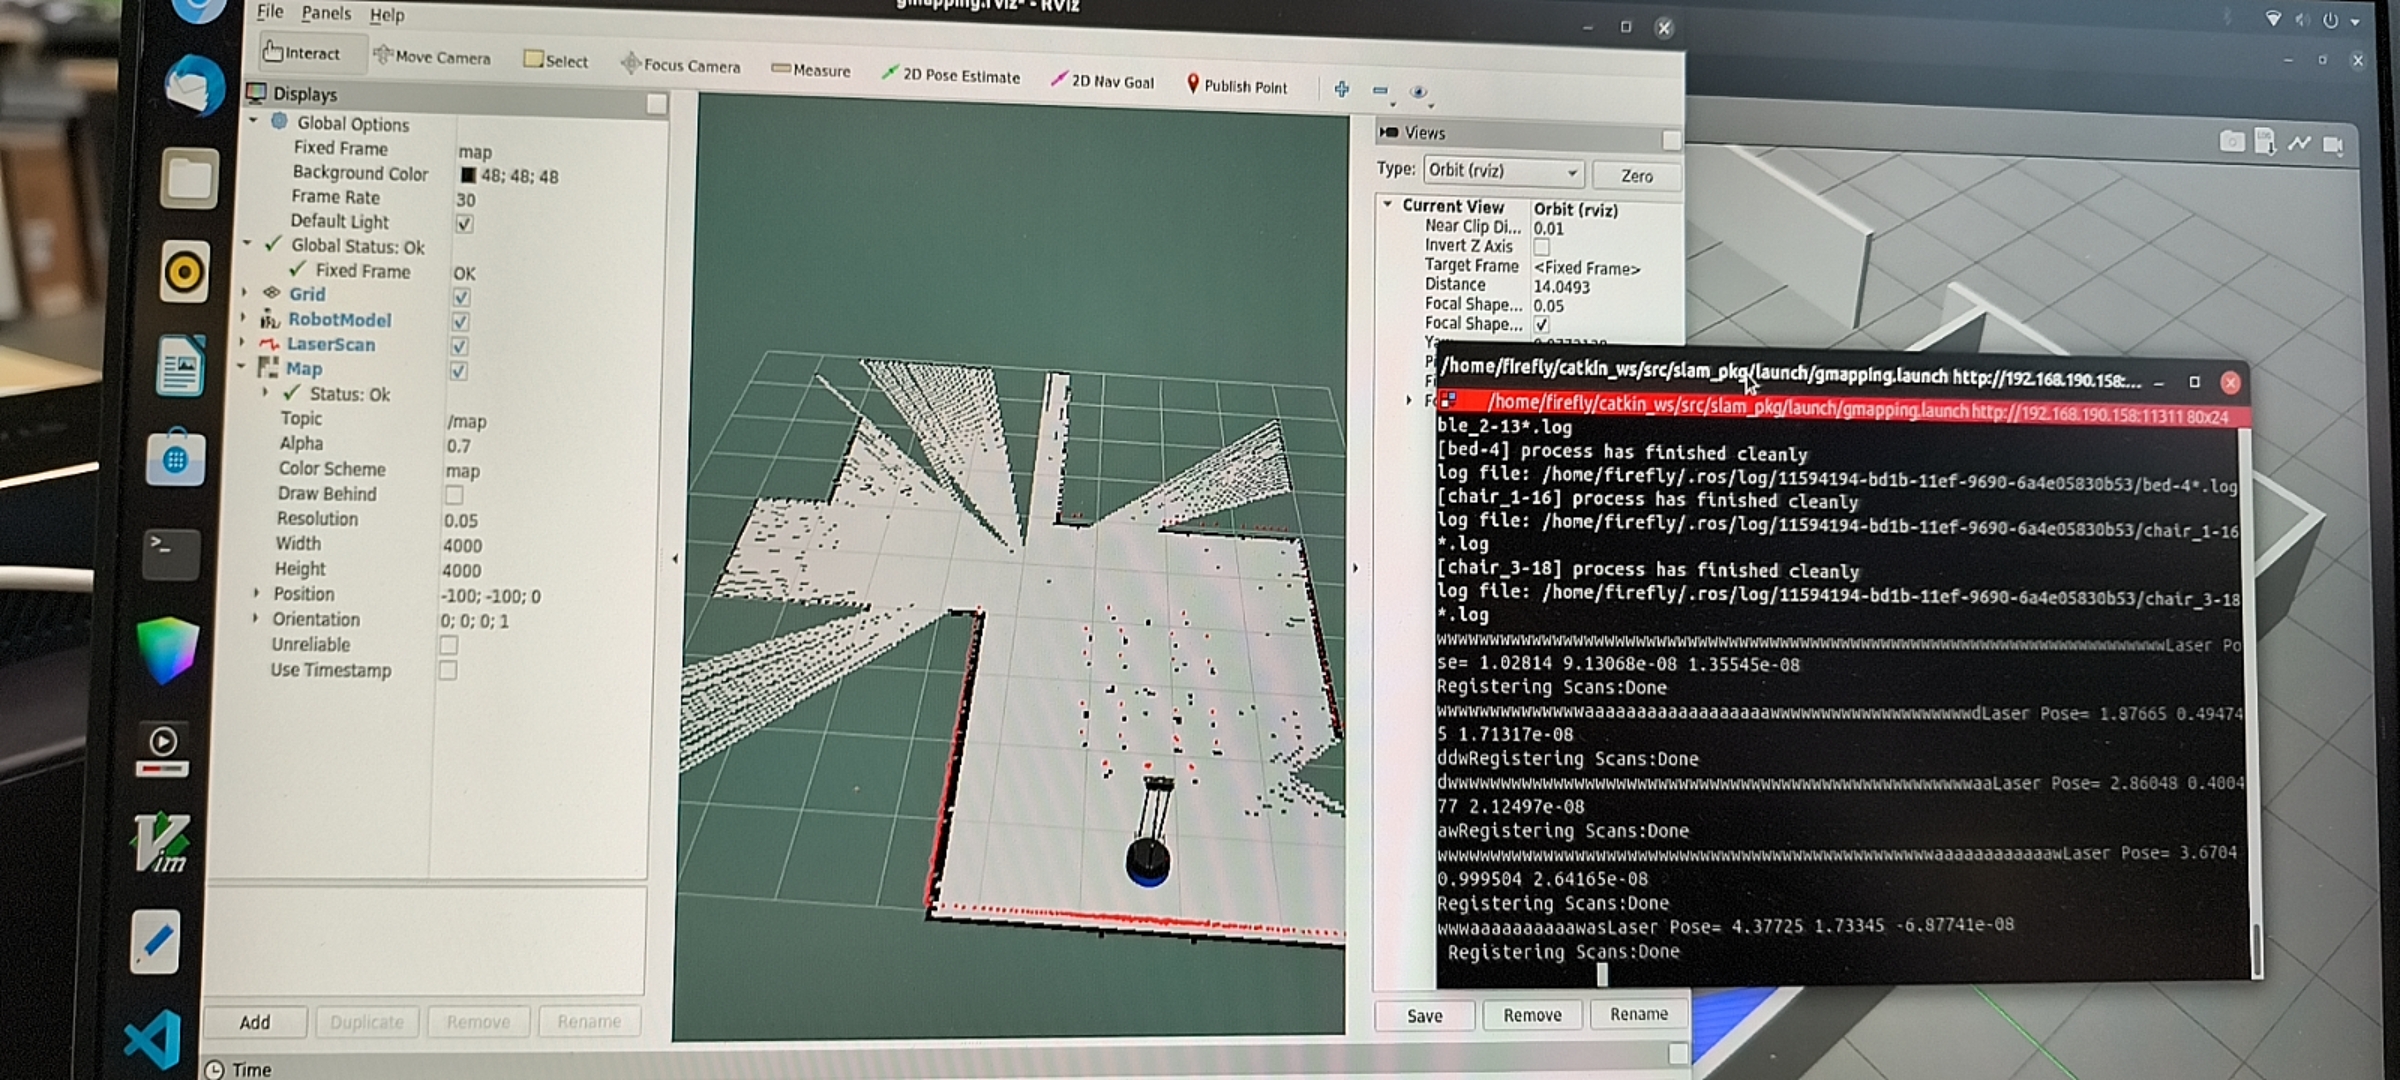 gmapping.rviz* - RViz
File Panels Help
Interact Move Camera Select Focus Camera Measure 2D Pose Estimate 2D Nav Goal Publish Point
Displays
Global Options
Fixed Frame map
Background Color 48; 48; 48
Frame Rate 30
Default Light
Global Status: Ok
Fixed Frame OK
Grid
RobotModel
LaserScan
Map
Status: Ok
Topic /map
Alpha 0.7
Color Scheme map
Draw Behind
Resolution 0.05
Width 4000
Height 4000
Position -100; -100; 0
Orientation 0; 0; 0; 1
Unreliable
Use Timestamp
Add Duplicate Remove Rename
Time
Views
Type: Orbit (rviz) Zero
Current View Orbit (rviz)
Near Clip Di... 0.01
Invert Z Axis
Target Frame <Fixed Frame>
Distance 14.0493
Focal Shape... 0.05
Focal Shape...
Save Remove Rename
/home/firefly/catkin_ws/src/slam_pkg/launch/gmapping.launch http://192.168.190.158:...
/home/firefly/catkin_ws/src/slam_pkg/launch/gmapping.launch http://192.168.190.158:11311 80x24
ble_2-13*.log
[bed-4] process has finished cleanly
log file: /home/firefly/.ros/log/11594194-bd1b-11ef-9690-6a4e05830b53/bed-4*.log
[chair_1-16] process has finished cleanly
log file: /home/firefly/.ros/log/11594194-bd1b-11ef-9690-6a4e05830b53/chair_1-16
*.log
[chair_3-18] process has finished cleanly
log file: /home/firefly/.ros/log/11594194-bd1b-11ef-9690-6a4e05830b53/chair_3-18
*.log
Laser Po
se= 1.02814 9.13068e-08 1.35545e-08
Registering Scans:Done
Laser Pose= 1.87665 0.49474
5 1.71317e-08
ddwRegistering Scans:Done
Laser Pose= 2.86048 0.4004
77 2.12497e-08
awRegistering Scans:Done
Laser Pose= 3.6704
0.999504 2.64165e-08
Registering Scans:Done
wwwaaaaaaaaaaawasLaser Pose= 4.37725 1.73345 -6.87741e-08
Registering Scans:Done
>_
Vim